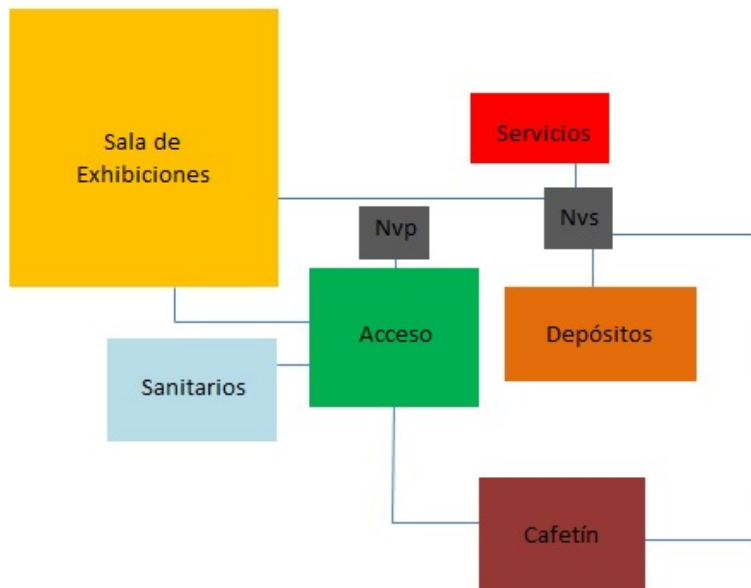 Sala de
Exhibiciones
Servicios
Nvp
Nvs
Acceso
Depósitos
Sanitarios
Cafetín